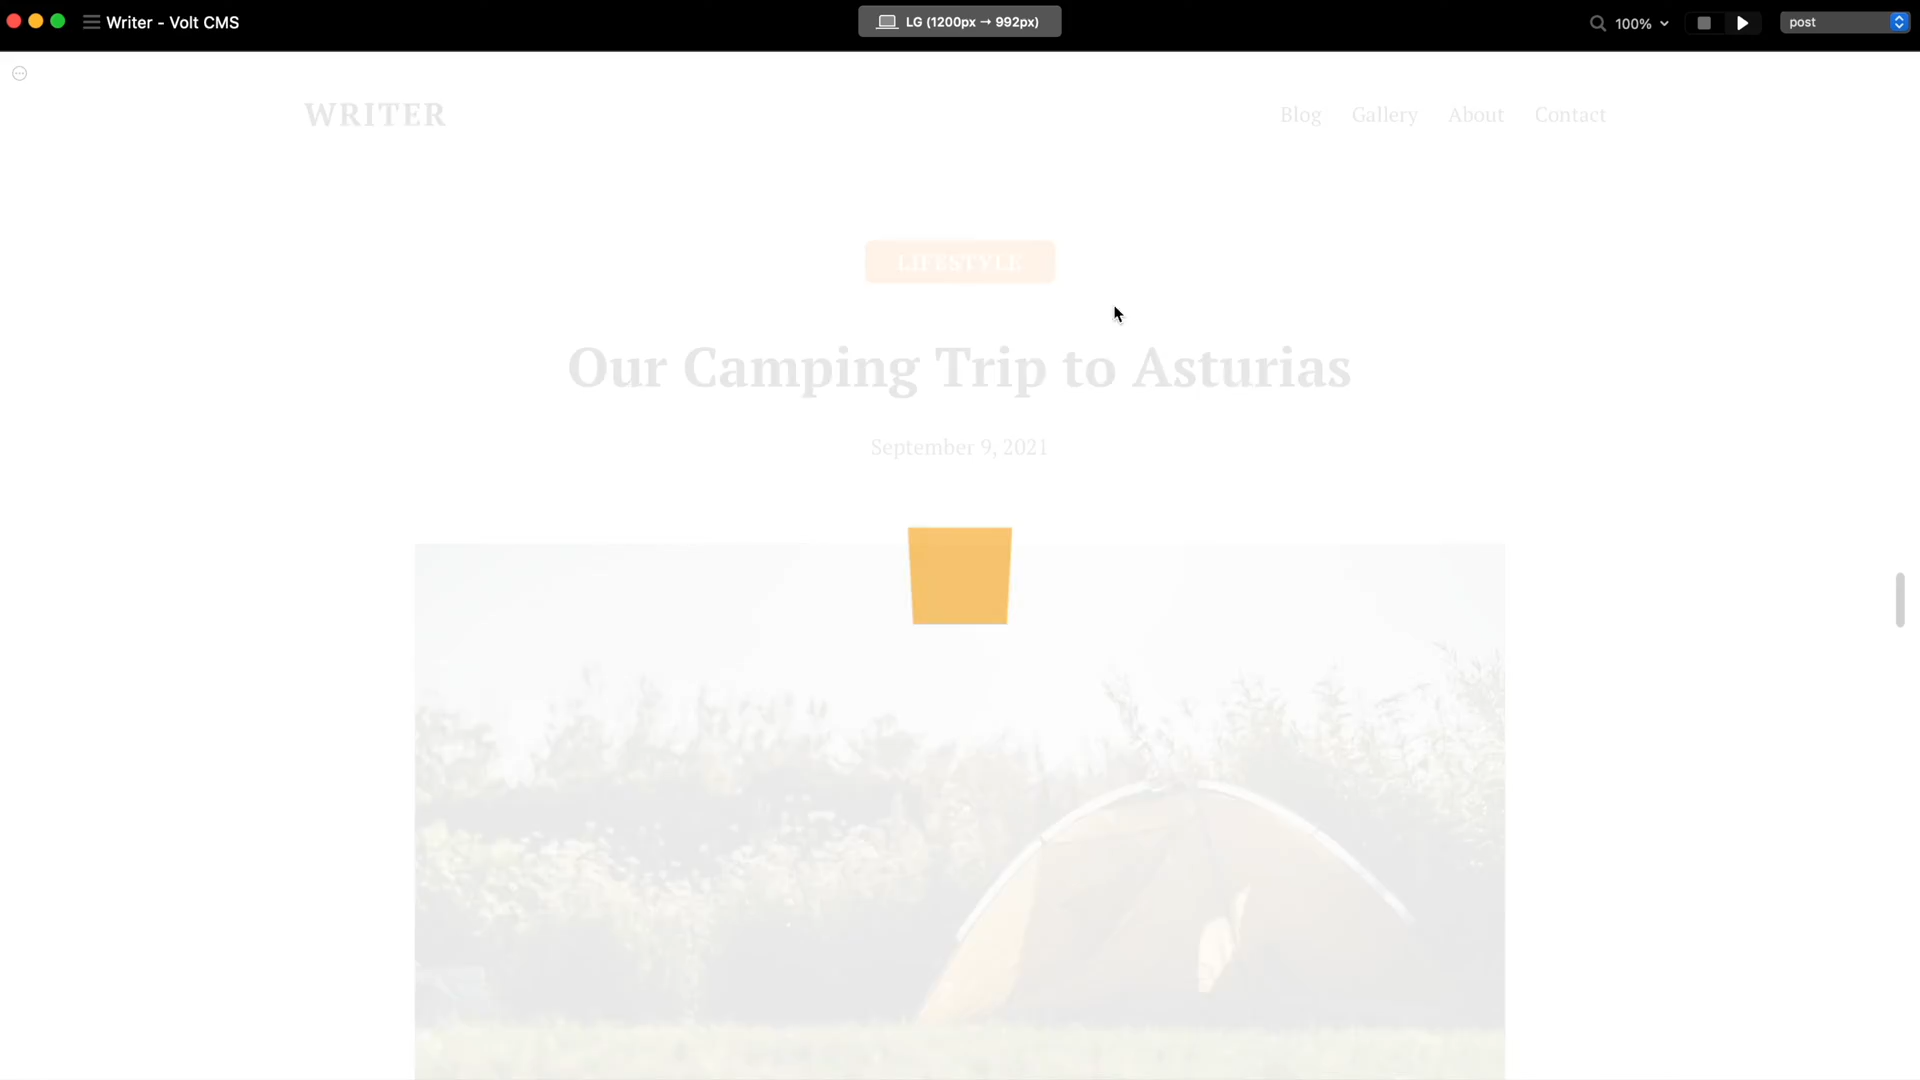 Writer - Volt CMS
LG (1200px → 992px)
100%
post
WRITER
Blog Gallery About Contact
LIFESTYLE
Our Camping Trip to Asturias
September 9, 2021